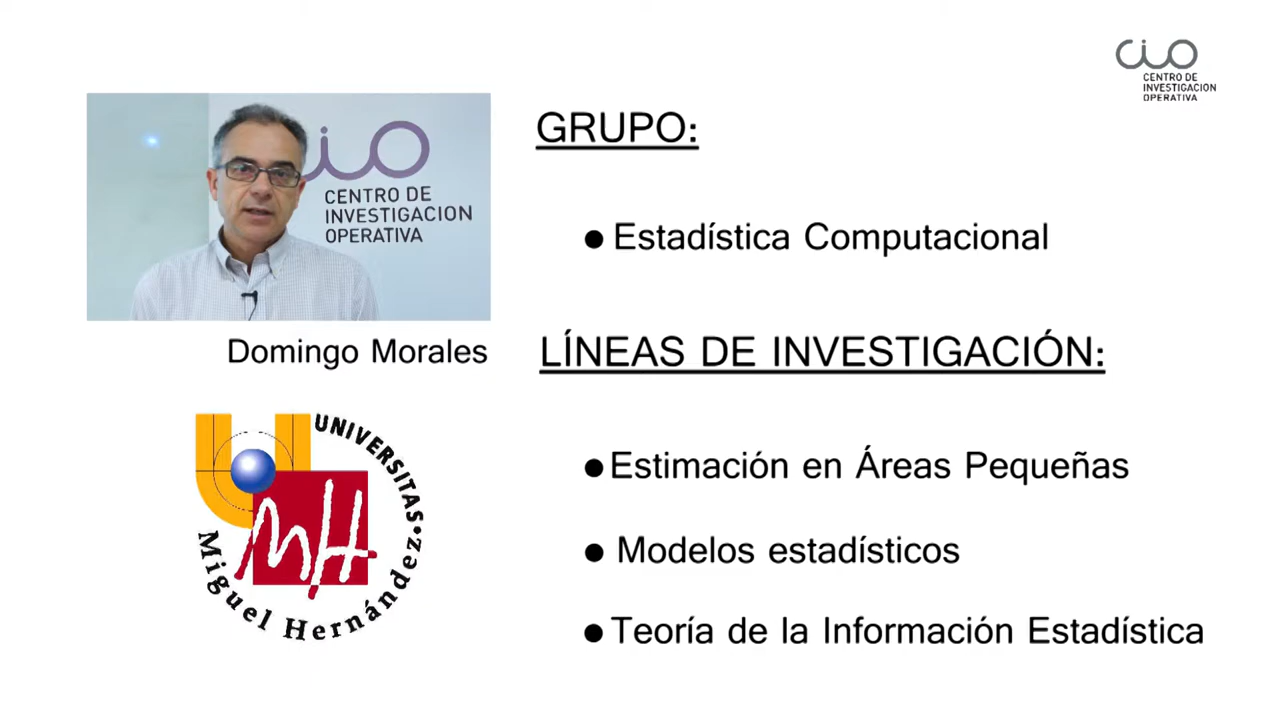 CIO
CENTRO DE
INVESTIGACION
OPERATIVA
GRUPO:
iO
CENTRO DE
INVESTIGACION
OPERATIVA
● Estadística Computacional
Domingo Morales
LÍNEAS DE INVESTIGACIÓN:
UNIVERSITAS
Miguel Hernández
MH
● Estimación en Áreas Pequeñas
● Modelos estadísticos
● Teoría de la Información Estadística